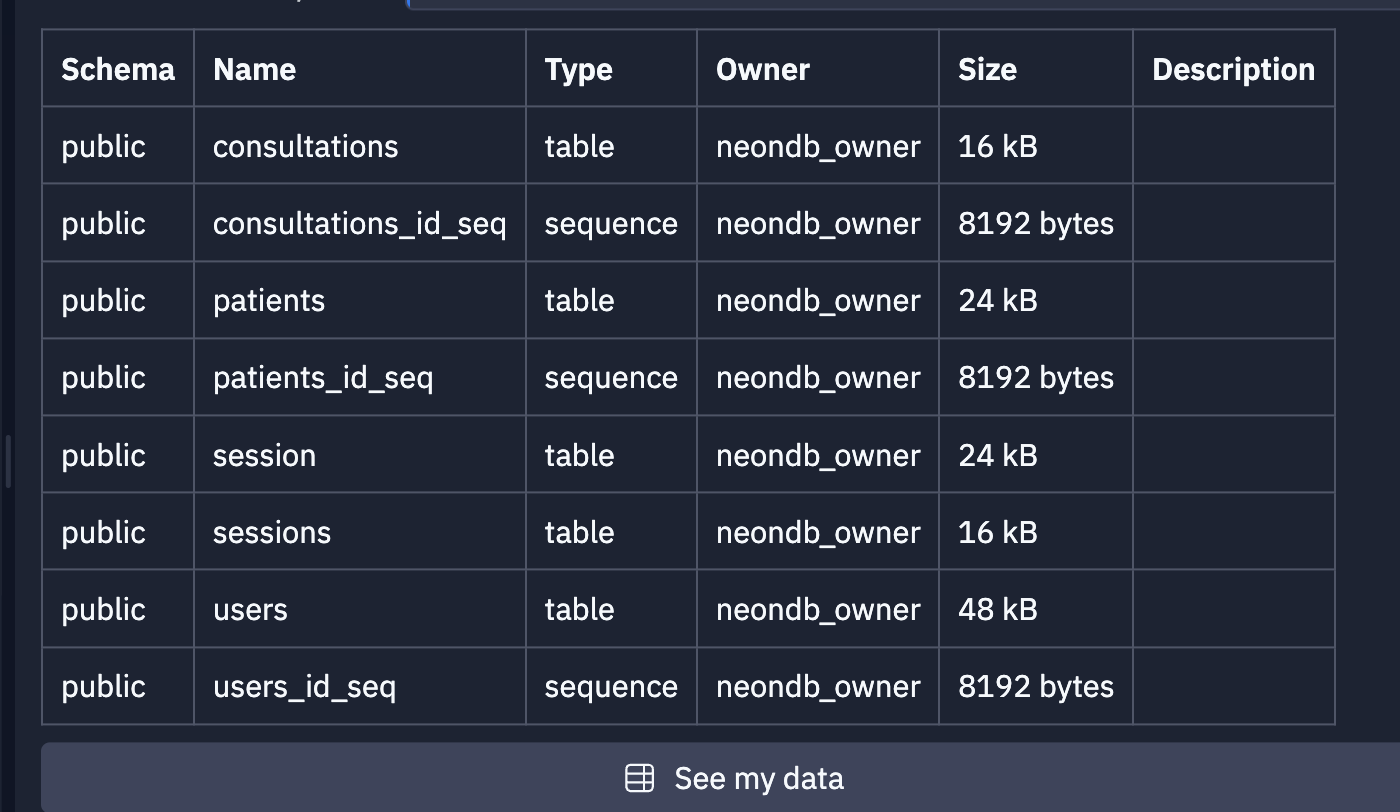 Schema Name Type Owner Size Description
public consultations table neondb_owner 16 kB
public consultations_id_seq sequence neondb_owner 8192 bytes
public patients table neondb_owner 24 kB
public patients_id_seq sequence neondb_owner 8192 bytes
public session table neondb_owner 24 kB
public sessions table neondb_owner 16 kB
public users table neondb_owner 48 kB
public users_id_seq sequence neondb_owner 8192 bytes
See my data